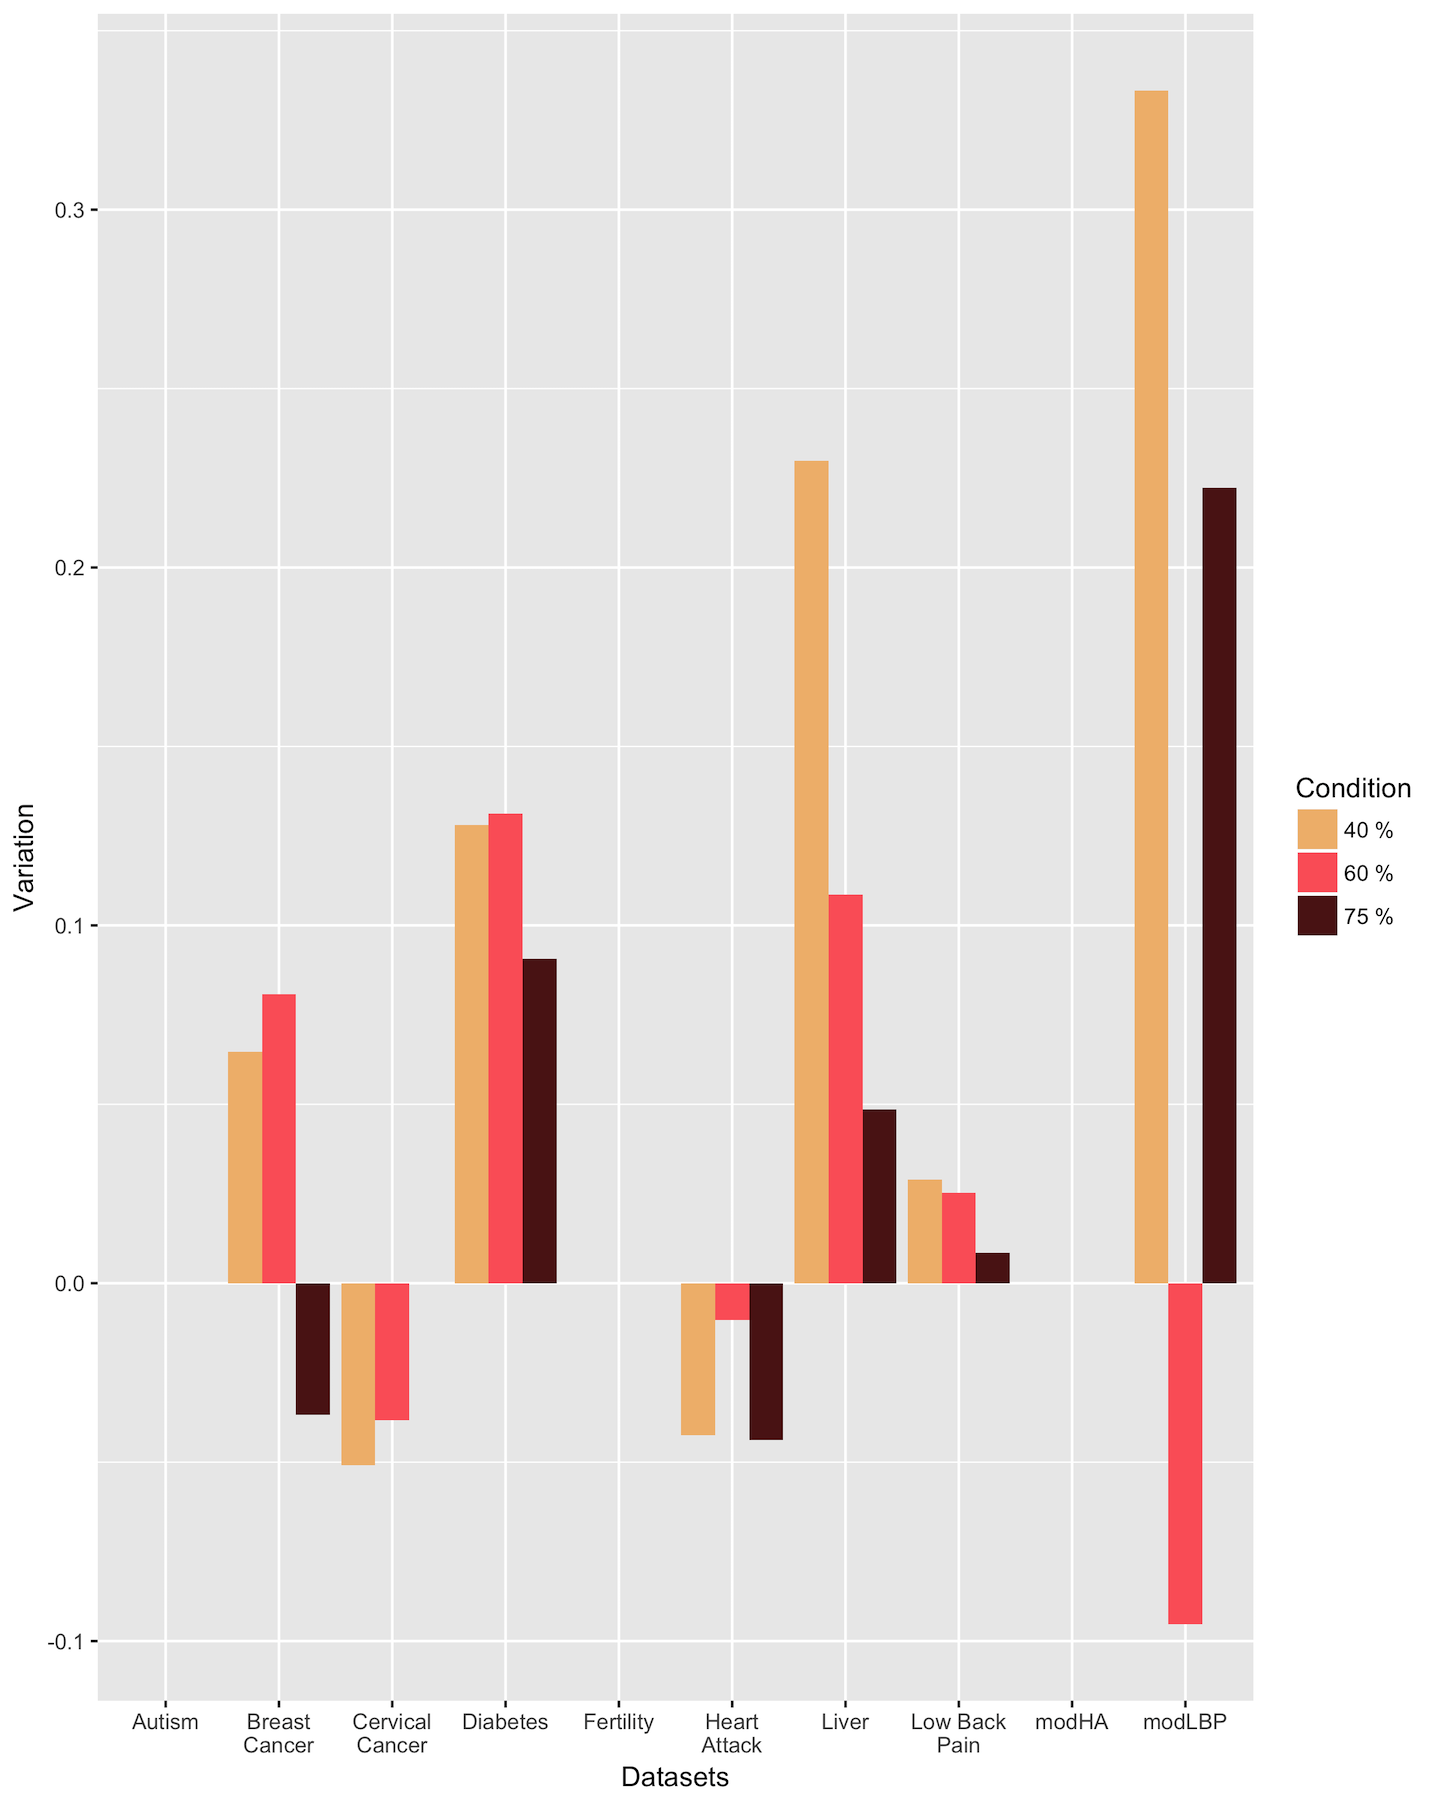 Variation
0.3
0.2
0.1
0.0
-0.1
Autism
Breast
Cancer
Cervical
Cancer
Diabetes
Fertility
Heart
Attack
Liver
Low Back
Pain
modHA
modLBP
Datasets
Condition
40 %
60 %
75 %